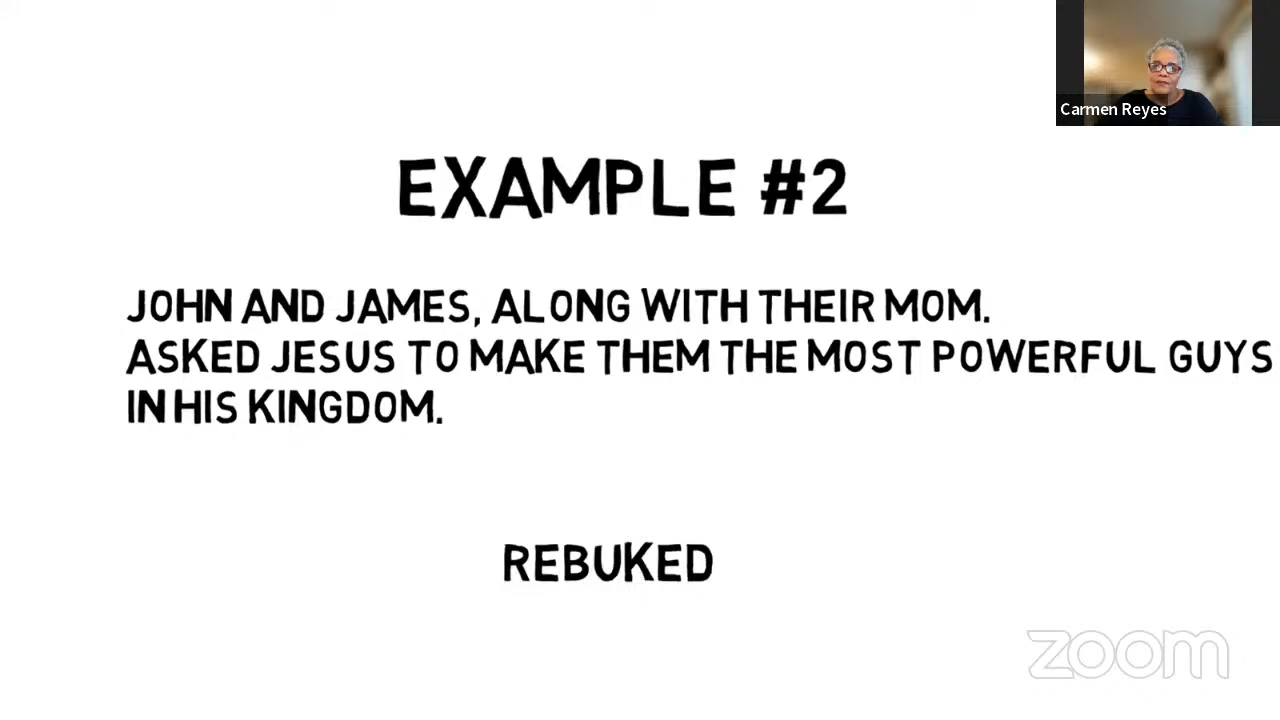 Carmen Reyes
EXAMPLE #2
JOHN AND JAMES, ALONG WITH THEIR MOM.
ASKED JESUS TO MAKE THEM THE MOST POWERFUL GUYS
IN HIS KINGDOM.
REBUKED
zoom